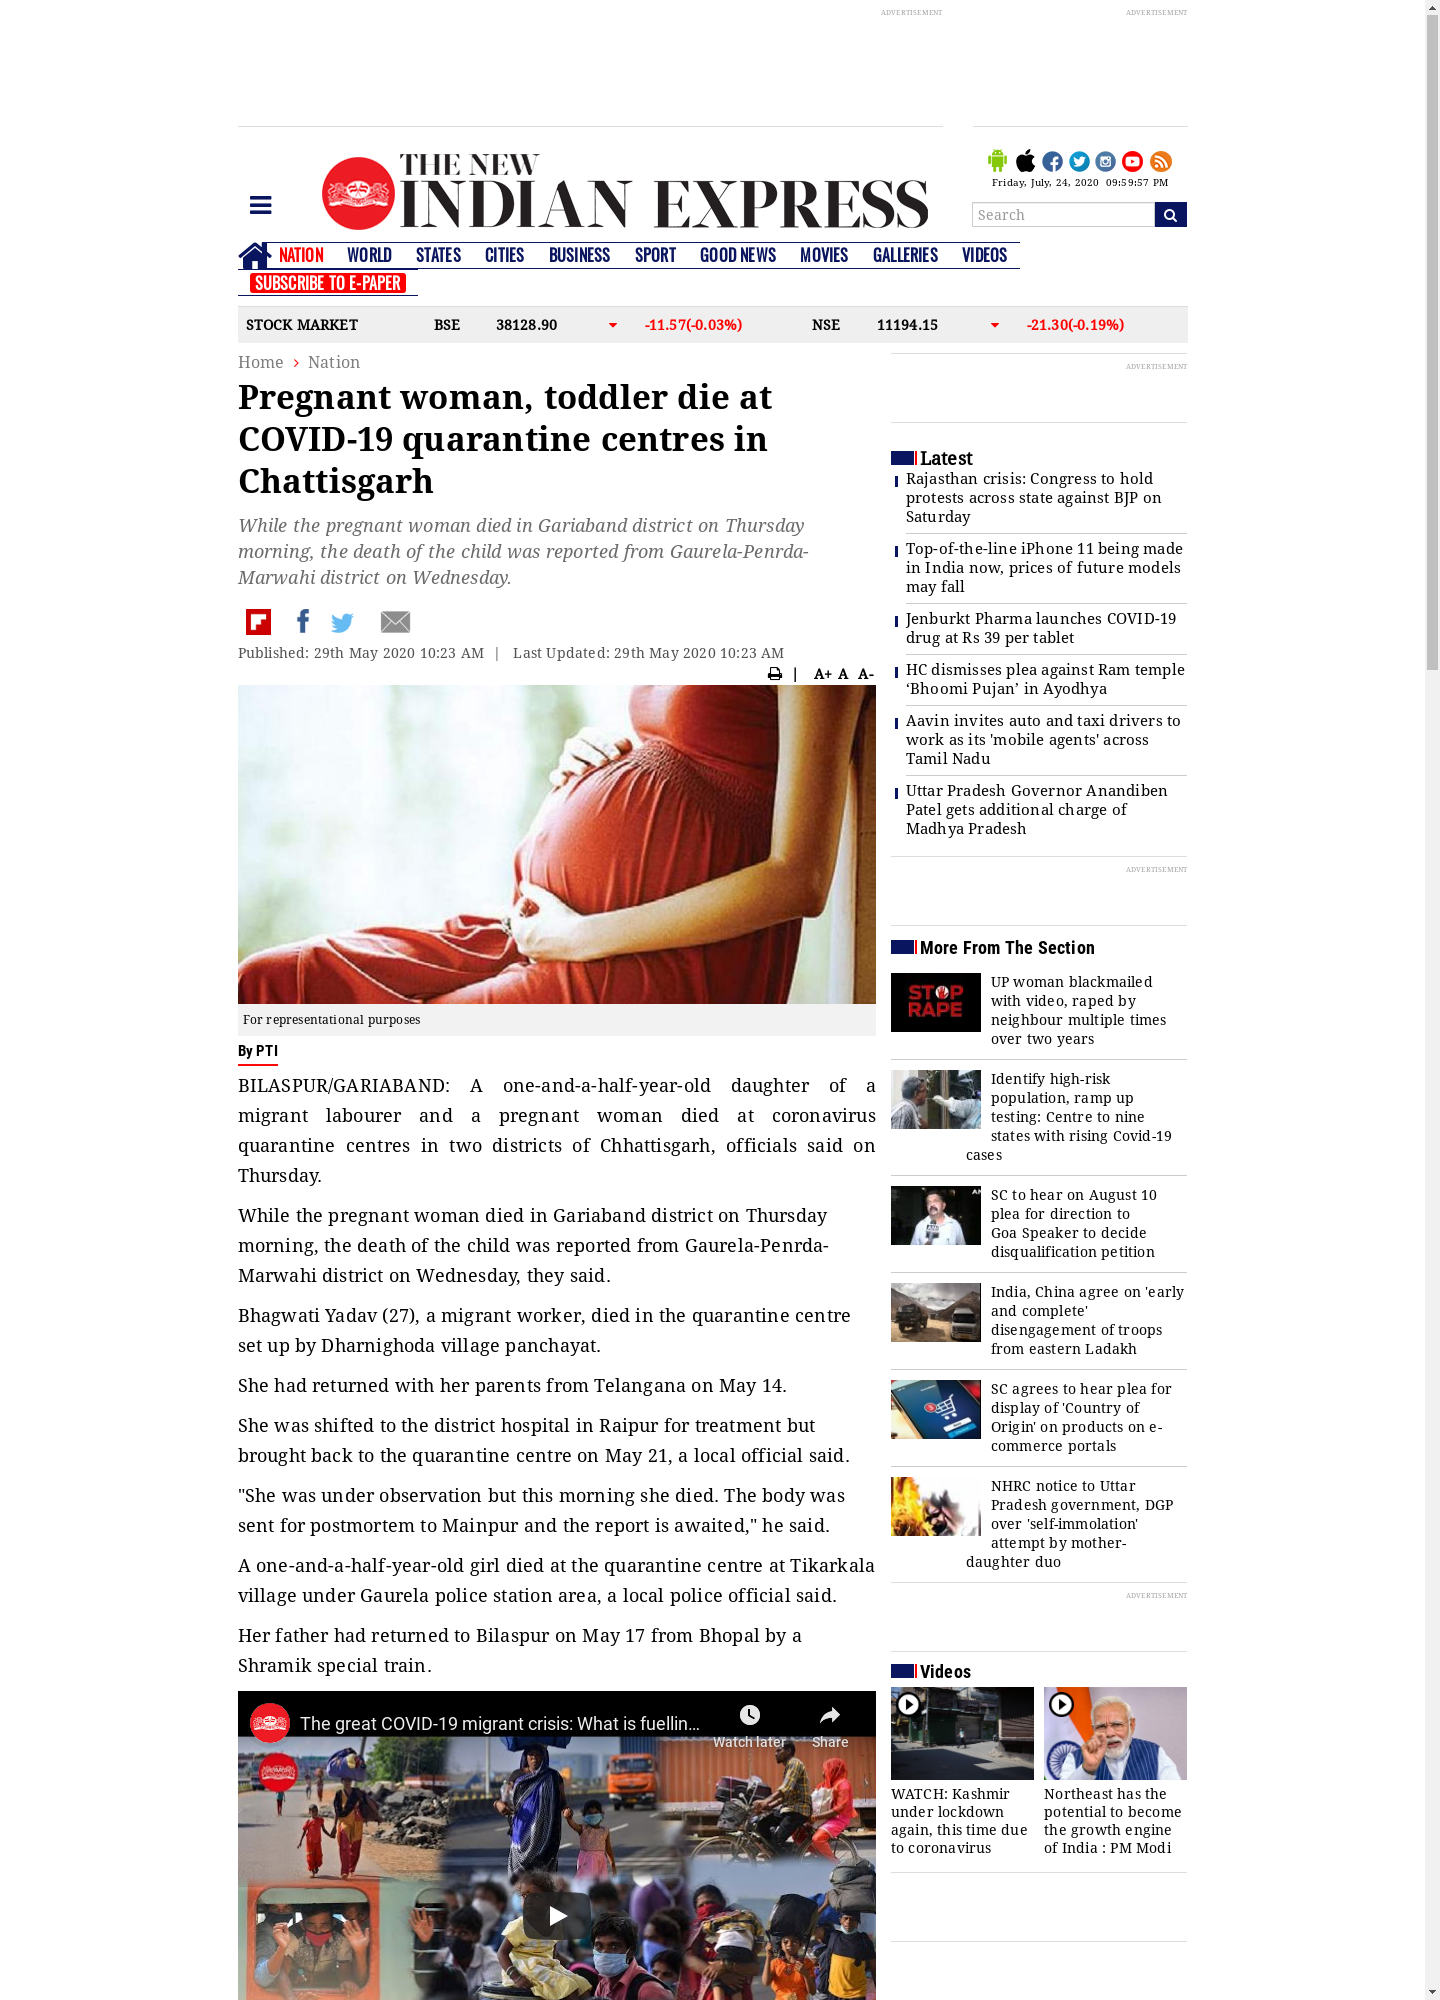 ADVERTISEMENT
ADVERTISEMENT
THE NEW
INDIAN EXPRESS
Friday, July, 24, 2020 09:59:57 PM
Search
NATION WORLD STATES CITIES BUSINESS SPORT GOOD NEWS MOVIES GALLERIES VIDEOS
SUBSCRIBE TO E-PAPER
STOCK MARKET BSE 38128.90 -11.57(-0.03%) NSE 11194.15 -21.30(-0.19%)
Home > Nation
Pregnant woman, toddler die at
COVID-19 quarantine centres in
Chattisgarh
While the pregnant woman died in Gariaband district on Thursday
morning, the death of the child was reported from Gaurela-Penrda-
Marwahi district on Wednesday.
Published: 29th May 2020 10:23 AM | Last Updated: 29th May 2020 10:23 AM
| A+ A A-
For representational purposes
By PTI
BILASPUR/GARIABAND: A one-and-a-half-year-old daughter of a
migrant labourer and a pregnant woman died at coronavirus
quarantine centres in two districts of Chhattisgarh, officials said on
Thursday.
While the pregnant woman died in Gariaband district on Thursday
morning, the death of the child was reported from Gaurela-Penrda-
Marwahi district on Wednesday, they said.
Bhagwati Yadav (27), a migrant worker, died in the quarantine centre
set up by Dharnighoda village panchayat.
She had returned with her parents from Telangana on May 14.
She was shifted to the district hospital in Raipur for treatment but
brought back to the quarantine centre on May 21, a local official said.
"She was under observation but this morning she died. The body was
sent for postmortem to Mainpur and the report is awaited," he said.
A one-and-a-half-year-old girl died at the quarantine centre at Tikarkala
village under Gaurela police station area, a local police official said.
Her father had returned to Bilaspur on May 17 from Bhopal by a
Shramik special train.
The great COVID-19 migrant crisis: What is fuellin...
Watch later
Share
ADVERTISEMENT
Latest
Rajasthan crisis: Congress to hold
protests across state against BJP on
Saturday
Top-of-the-line iPhone 11 being made
in India now, prices of future models
may fall
Jenburkt Pharma launches COVID-19
drug at Rs 39 per tablet
HC dismisses plea against Ram temple
‘Bhoomi Pujan’ in Ayodhya
Aavin invites auto and taxi drivers to
work as its 'mobile agents' across
Tamil Nadu
Uttar Pradesh Governor Anandiben
Patel gets additional charge of
Madhya Pradesh
ADVERTISEMENT
More From The Section
STOP
RAPE
UP woman blackmailed
with video, raped by
neighbour multiple times
over two years
Identify high-risk
population, ramp up
testing: Centre to nine
states with rising Covid-19
cases
SC to hear on August 10
plea for direction to
Goa Speaker to decide
disqualification petition
India, China agree on 'early
and complete'
disengagement of troops
from eastern Ladakh
SC agrees to hear plea for
display of 'Country of
Origin' on products on e-
commerce portals
NHRC notice to Uttar
Pradesh government, DGP
over 'self-immolation'
attempt by mother-
daughter duo
ADVERTISEMENT
Videos
WATCH: Kashmir
under lockdown
again, this time due
to coronavirus
Northeast has the
potential to become
the growth engine
of India : PM Modi